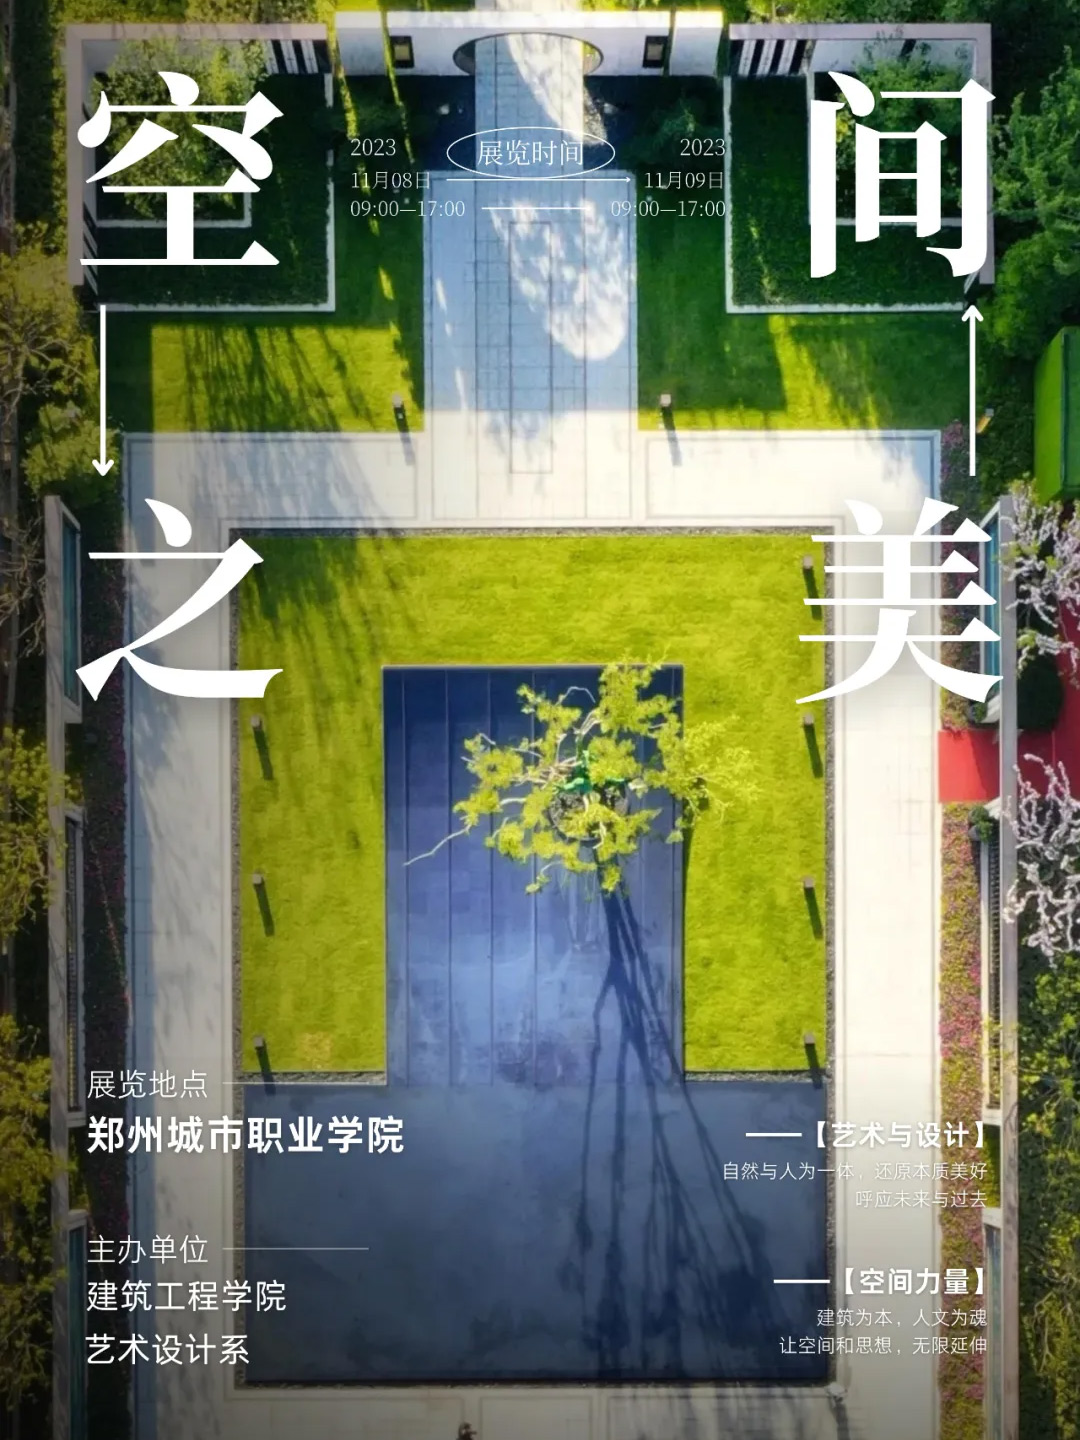 空间
之美
展览时间
2023 2023
11月08日 11月09日
09:00—17:00 09:00—17:00
展览地点
郑州城市职业学院
主办单位
建筑工程学院
艺术设计系
【艺术与设计】
自然与人为一体，还原本质美好
呼应未来与过去
【空间力量】
建筑为本，人文为魂
让空间和思想，无限延伸